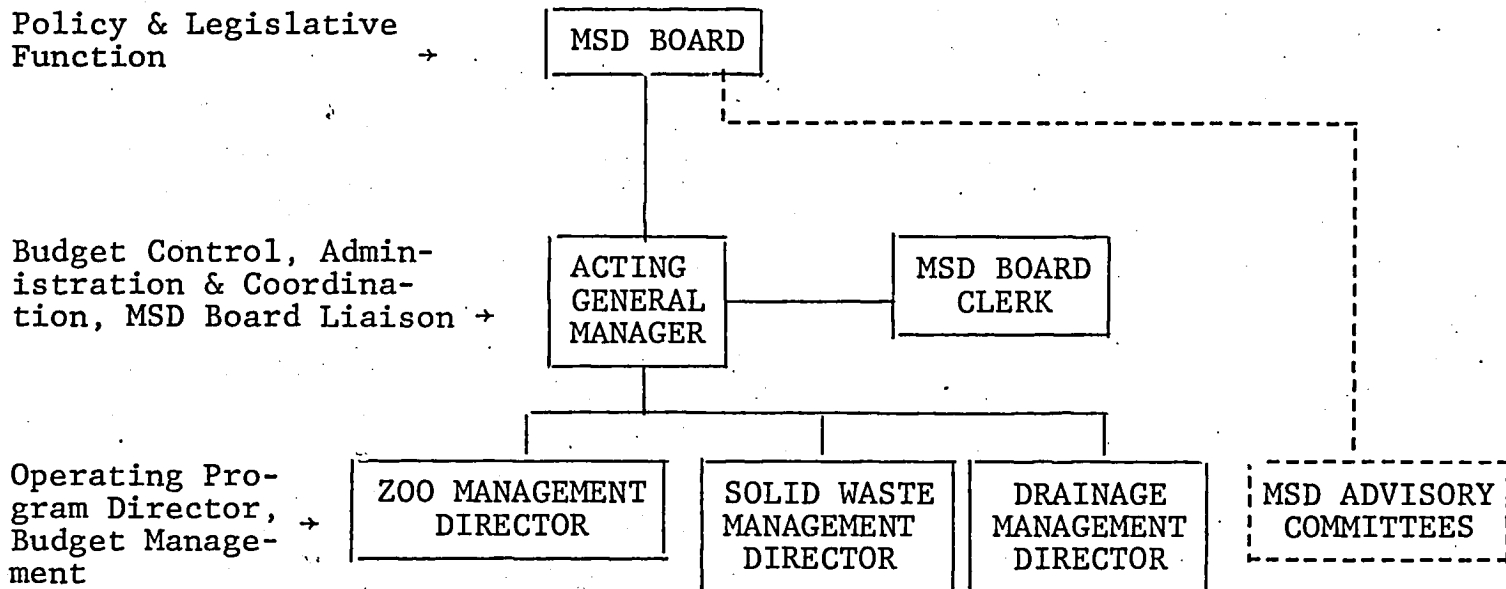 Policy & Legislative
Function →
MSD BOARD
Budget Control, Admin-
istration & Coordina-
tion, MSD Board Liaison →
ACTING
GENERAL
MANAGER
MSD BOARD
CLERK
Operating Pro-
gram Director,
Budget Manage-
ment →
ZOO MANAGEMENT
DIRECTOR
SOLID WASTE
MANAGEMENT
DIRECTOR
DRAINAGE
MANAGEMENT
DIRECTOR
MSD ADVISORY
COMMITTEES